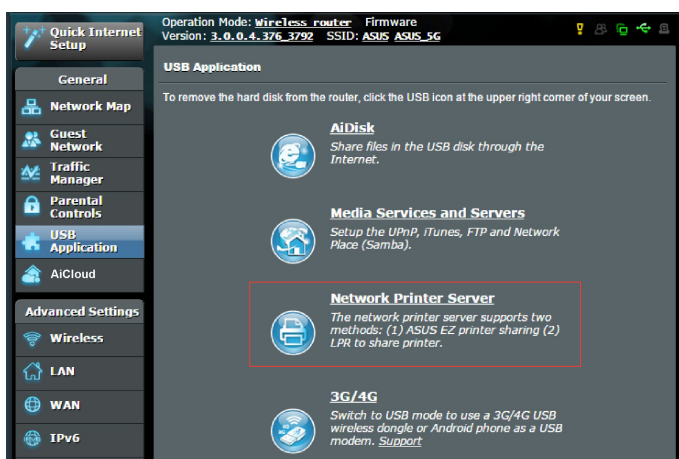 Quick Internet
Setup
Operation Mode: Wireless router Firmware
Version: 3.0.0.4.376_3792 SSID: ASUS ASUS_5G
General
Network Map
Guest
Network
Traffic
Manager
Parental
Controls
USB
Application
AiCloud
Advanced Settings
Wireless
LAN
WAN
IPv6
USB Application
To remove the hard disk from the router, click the USB icon at the upper right corner of your screen.
AiDisk
Share files in the USB disk through the
Internet.
Media Services and Servers
Setup the UPnP, iTunes, FTP and Network
Place (Samba).
Network Printer Server
The network printer server supports two
methods: (1) ASUS EZ printer sharing (2)
LPR to share printer.
3G/4G
Switch to USB mode to use a 3G/4G USB
wireless dongle or Android phone as a USB
modem. Support